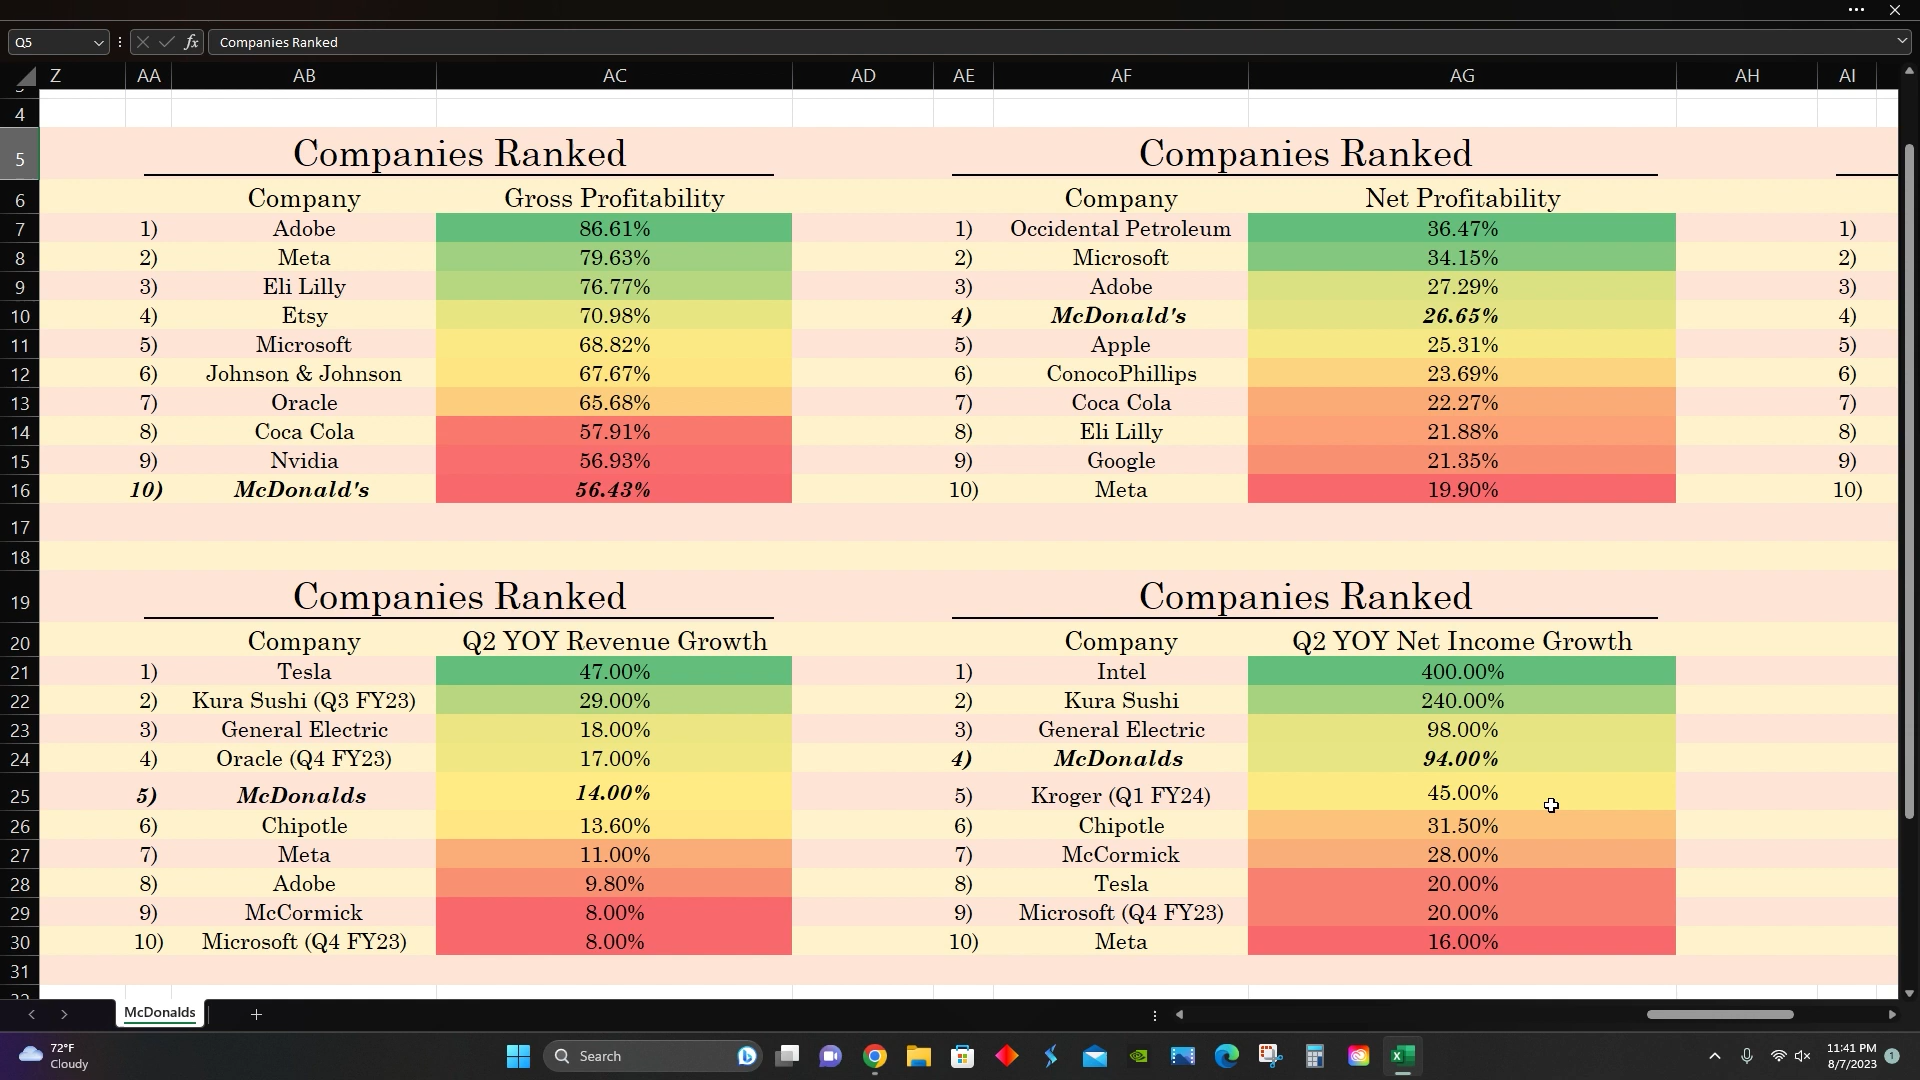 Q5
fx
Companies Ranked
Z AA AB AC AD AE AF AG AH AI
4
5 Companies Ranked Companies Ranked
6 Company Gross Profitability Company Net Profitability
7 1) Adobe 86.61% 1) Occidental Petroleum 36.47% 1)
8 2) Meta 79.63% 2) Microsoft 34.15% 2)
9 3) Eli Lilly 76.77% 3) Adobe 27.29% 3)
10 4) Etsy 70.98% 4) McDonald's 26.65% 4)
11 5) Microsoft 68.82% 5) Apple 25.31% 5)
12 6) Johnson & Johnson 67.67% 6) ConocoPhillips 23.69% 6)
13 7) Oracle 65.68% 7) Coca Cola 22.27% 7)
14 8) Coca Cola 57.91% 8) Eli Lilly 21.88% 8)
15 9) Nvidia 56.93% 9) Google 21.35% 9)
16 10) McDonald's 56.43% 10) Meta 19.90% 10)
17
18
19 Companies Ranked Companies Ranked
20 Company Q2 YOY Revenue Growth Company Q2 YOY Net Income Growth
21 1) Tesla 47.00% 1) Intel 400.00%
22 2) Kura Sushi (Q3 FY23) 29.00% 2) Kura Sushi 240.00%
23 3) General Electric 18.00% 3) General Electric 98.00%
24 4) Oracle (Q4 FY23) 17.00% 4) McDonalds 94.00%
25 5) McDonalds 14.00% 5) Kroger (Q1 FY24) 45.00%
26 6) Chipotle 13.60% 6) Chipotle 31.50%
27 7) Meta 11.00% 7) McCormick 28.00%
28 8) Adobe 9.80% 8) Tesla 20.00%
29 9) McCormick 8.00% 9) Microsoft (Q4 FY23) 20.00%
30 10) Microsoft (Q4 FY23) 8.00% 10) Meta 16.00%
31
McDonalds
72°F
Cloudy
Search
11:41 PM
8/7/2023
1